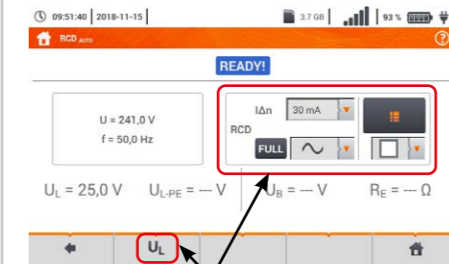 09:51:40 2018-11-15 3.7 GB 93 %
RCD AUTO ?
READY!
U = 241,0 V
f = 50,0 Hz
RCD
IΔn 30 mA
FULL
UL = 25,0 V UL-PE = --- V UB = --- V RE = --- Ω
UL